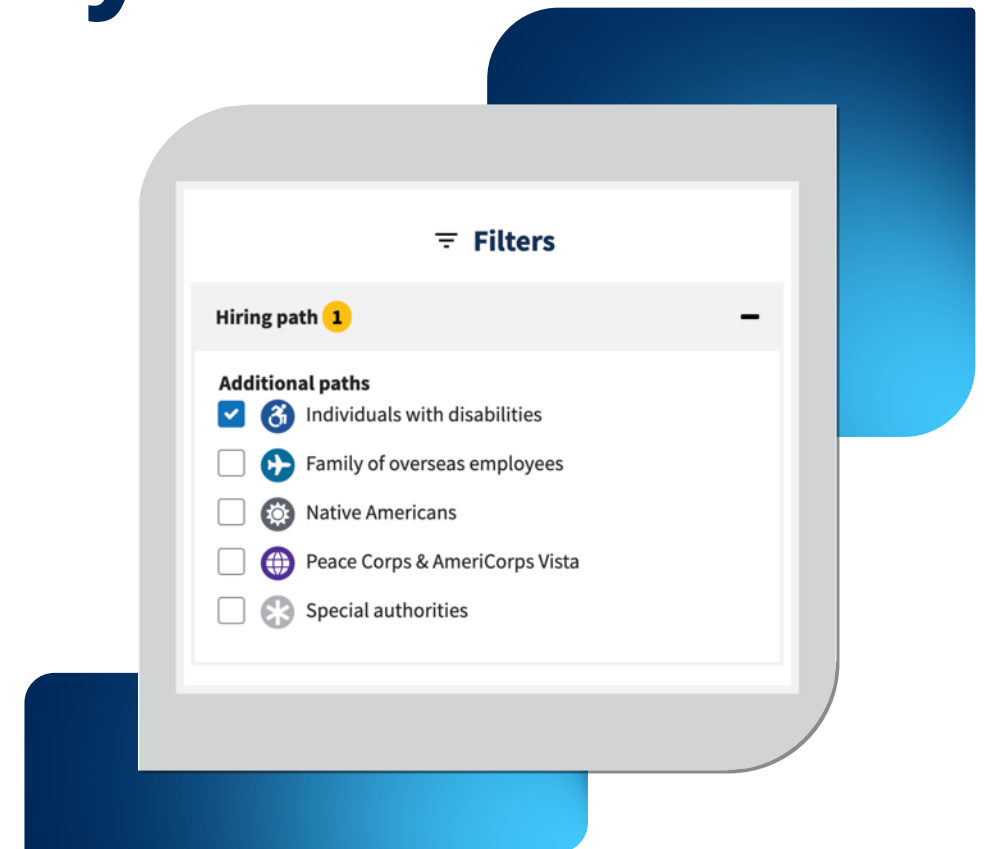 Filters
Hiring path 1
Additional paths
Individuals with disabilities
Family of overseas employees
Native Americans
Peace Corps & AmeriCorps Vista
Special authorities